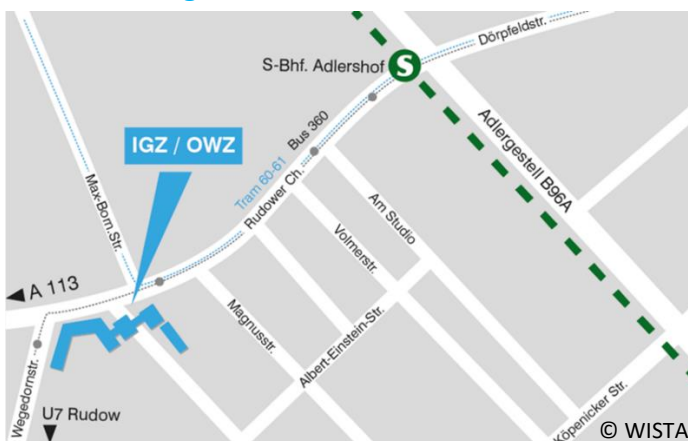 Dörpfeldstr.
S-Bhf. Adlershof
S
Bus 360
Tram 60-61
Rudower Ch.
Adlergestell B96A
IGZ / OWZ
Max-Born.Str.
Am Studio
Volmerstr.
A 113
Magnusstr.
Albert-Einstein-Str.
Wegedornstr.
U7 Rudow
Köpenicker Str.
© WISTA